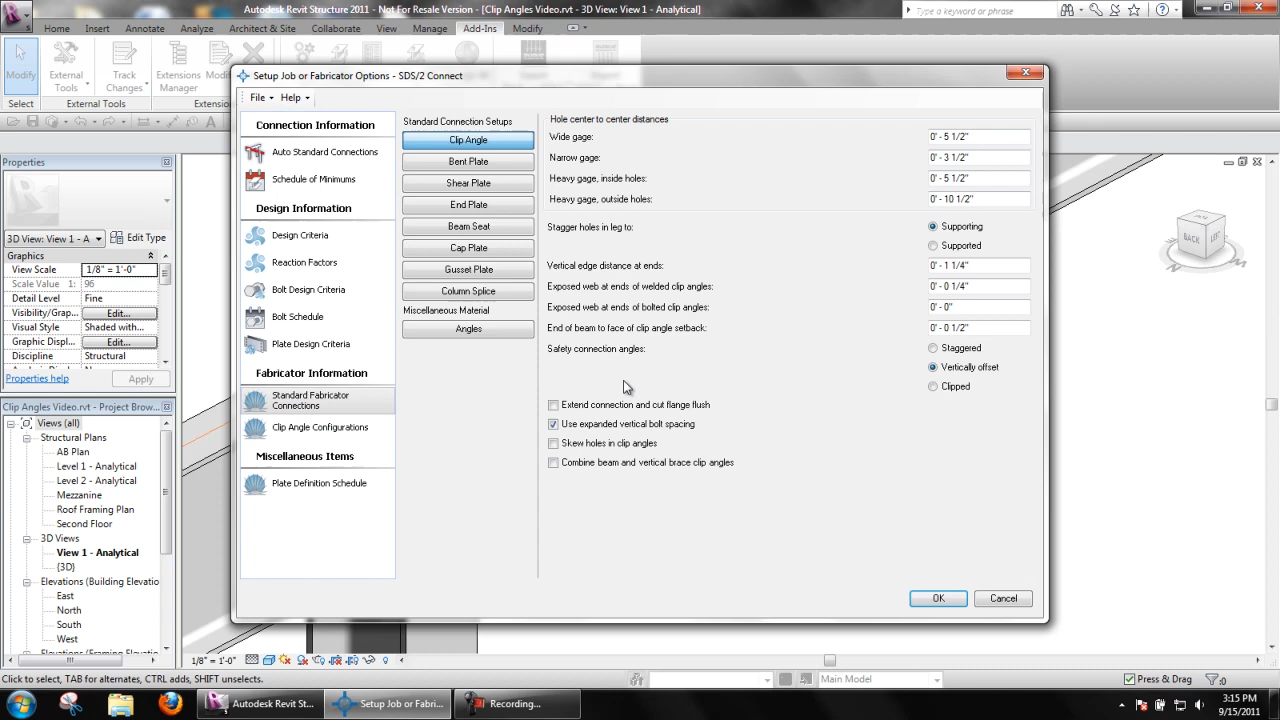 Autodesk Revit Structure 2011 - Not For Resale Version - [Clip Angles Video.rvt - 3D View: View 1 - Analytical]
Type a keyword or phrase
Home Insert Annotate Analyze Architect & Site Collaborate View Manage Add-Ins Modify
Modify
External Tools
Track Changes
Extensions Manager
Select
External Tools
Setup Job or Fabricator Options - SDS/2 Connect
File Help
Properties
3D View: View 1 - A
Edit Type
Graphics
View Scale 1/8" = 1'-0"
Scale Value 1: 96
Detail Level Fine
Visibility/Grap... Edit...
Visual Style Shaded with...
Graphic Displ... Edit...
Discipline Structural
Properties help
Apply
Clip Angles Video.rvt - Project Brow...
Views (all)
Structural Plans
AB Plan
Level 1 - Analytical
Level 2 - Analytical
Mezzanine
Roof Framing Plan
Second Floor
3D Views
View 1 - Analytical
{3D}
Elevations (Building Elevatio
East
North
South
West
Elevations (Framing Elevatio
Connection Information
Auto Standard Connections
Schedule of Minimums
Design Information
Design Criteria
Reaction Factors
Bolt Design Criteria
Bolt Schedule
Plate Design Criteria
Fabricator Information
Standard Fabricator
Connections
Clip Angle Configurations
Miscellaneous Items
Plate Definition Schedule
Standard Connection Setups
Clip Angle
Bent Plate
Shear Plate
End Plate
Beam Seat
Cap Plate
Gusset Plate
Column Splice
Miscellaneous Material
Angles
Hole center to center distances
Wide gage: 0' - 5 1/2"
Narrow gage: 0' - 3 1/2"
Heavy gage, inside holes: 0' - 5 1/2"
Heavy gage, outside holes: 0' - 10 1/2"
Stagger holes in leg to: Supporting
Supported
Vertical edge distance at ends: 0' - 1 1/4"
Exposed web at ends of welded clip angles: 0' - 0 1/4"
Exposed web at ends of bolted clip angles: 0' - 0"
End of beam to face of clip angle setback: 0' - 0 1/2"
Safety connection angles: Staggered
Vertically offset
Clipped
Extend connection and cut flange flush
Use expanded vertical bolt spacing
Skew holes in clip angles
Combine beam and vertical brace clip angles
OK Cancel
BACK LEFT
1/8" = 1'-0"
Click to select, TAB for alternates, CTRL adds, SHIFT unselects.
Main Model
Press & Drag
:0
Autodesk Revit St...
Setup Job or Fabri...
Recording...
3:15 PM
9/15/2011